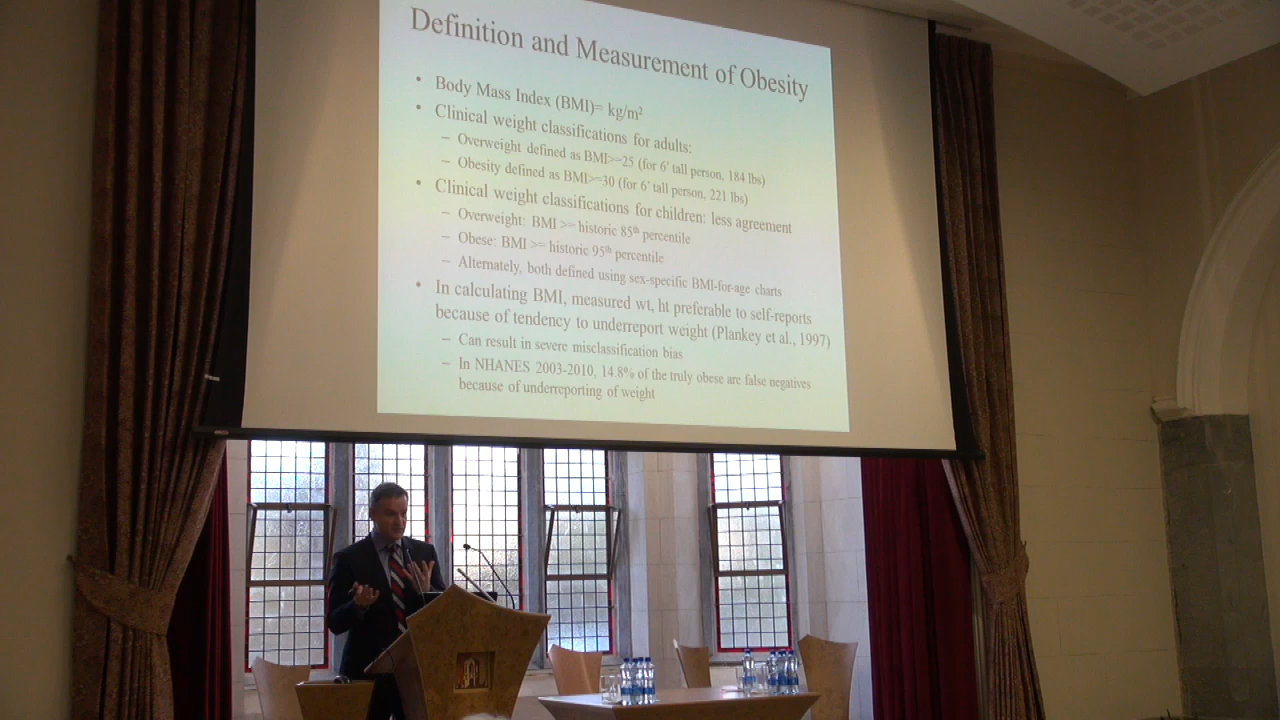 Definition and Measurement of Obesity
• Body Mass Index (BMI)= kg/m²
• Clinical weight classifications for adults:
– Overweight defined as BMI>=25 (for 6' tall person, 184 lbs)
– Obesity defined as BMI>=30 (for 6' tall person, 221 lbs)
• Clinical weight classifications for children: less agreement
– Overweight: BMI >= historic 85th percentile
– Obese: BMI >= historic 95th percentile
– Alternately, both defined using sex-specific BMI-for-age charts
• In calculating BMI, measured wt, ht preferable to self-reports
because of tendency to underreport weight (Plankey et al., 1997)
– Can result in severe misclassification bias
– In NHANES 2003-2010, 14.8% of the truly obese are false negatives
because of underreporting of weight